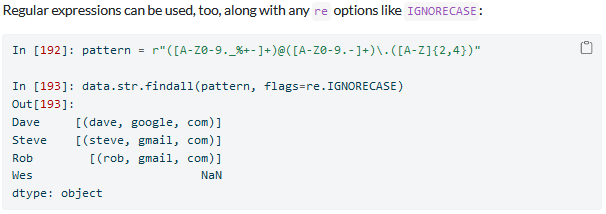 Regular expressions can be used, too, along with any re options like IGNORECASE:
In [192]: pattern = r"([A-Z0-9._%+-]+)@([A-Z0-9.-]+)\.([A-Z]{2,4})"
In [193]: data.str.findall(pattern, flags=re.IGNORECASE)
Out[193]:
Dave     [(dave, google, com)]
Steve    [(steve, gmail, com)]
Rob        [(rob, gmail, com)]
Wes                        NaN
dtype: object